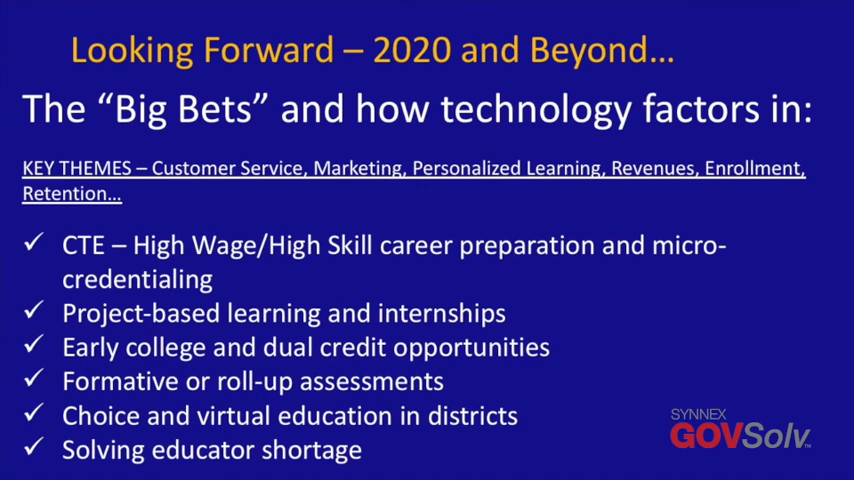 Looking Forward – 2020 and Beyond…
The “Big Bets” and how technology factors in:
KEY THEMES – Customer Service, Marketing, Personalized Learning, Revenues, Enrollment,
Retention…
✓ CTE – High Wage/High Skill career preparation and micro-
credentialing
✓ Project-based learning and internships
✓ Early college and dual credit opportunities
✓ Formative or roll-up assessments
✓ Choice and virtual education in districts
✓ Solving educator shortage
SYNNEX
GOVSolv™